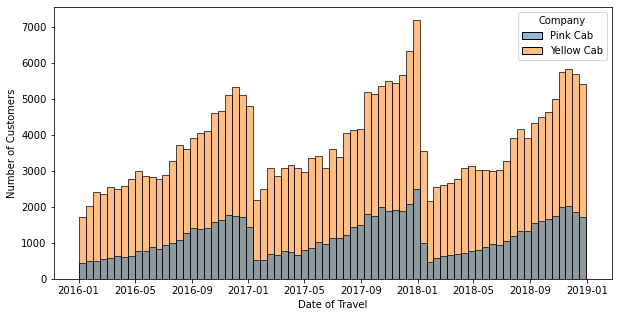 Company
Pink Cab
Yellow Cab
Number of Customers
7000
6000
5000
4000
3000
2000
1000
0
2016-01 2016-05 2016-09 2017-01 2017-05 2017-09 2018-01 2018-05 2018-09 2019-01
Date of Travel